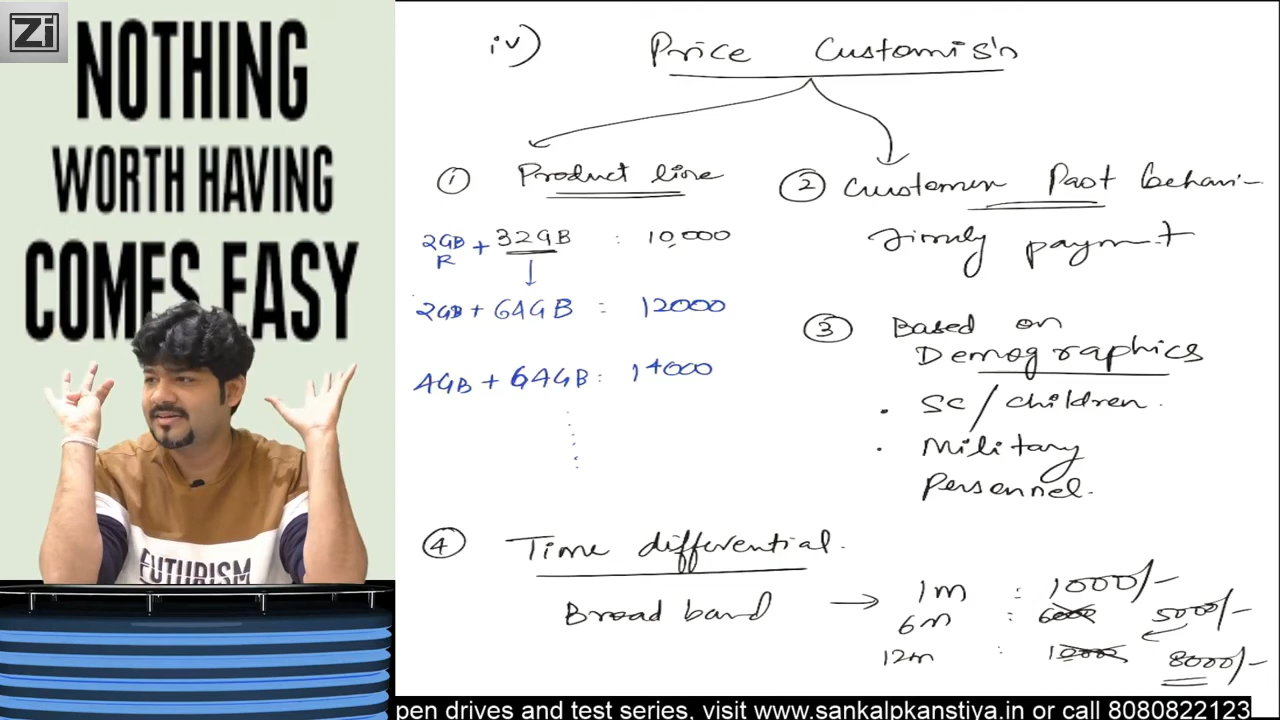 Zi
NOTHING
WORTH HAVING
COMES EASY
FUTURISM
iv) Price Customis'n
① Product line
2GB R + 32GB : 10,000
2GB + 64GB : 12000
4GB + 64GB : 14000
② Customer Past behavi-
Timely payment
③ Based on
Demographics
. SC / children.
. Military
Personnel.
④ Time differential.
Broad band → 1m : 1000/-
6m : 6000 5000/-
12m : 12000 8000/-
pen drives and test series, visit www.sankalpkanstiya.in or call 8080822123